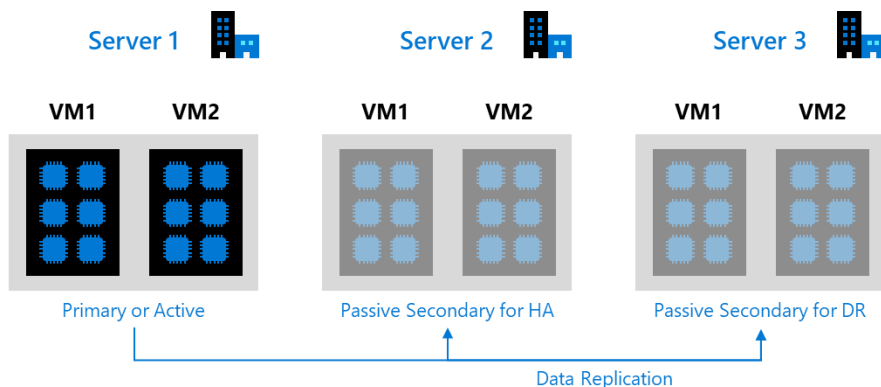 Server 1
Server 2
Server 3
VM1 VM2
VM1 VM2
VM1 VM2
Primary or Active
Passive Secondary for HA
Passive Secondary for DR
Data Replication